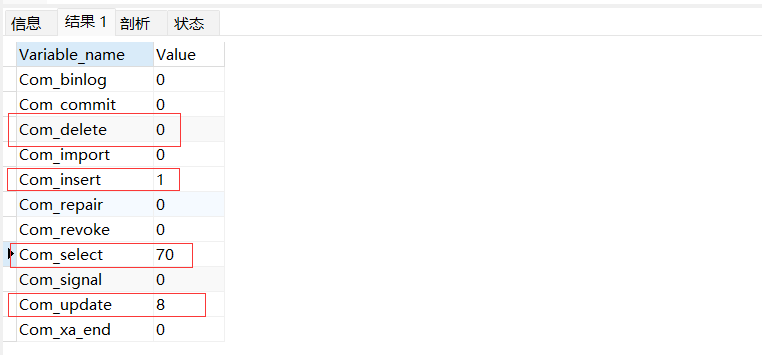 信息 结果 1 剖析 状态
Variable_name Value
Com_binlog 0
Com_commit 0
Com_delete 0
Com_import 0
Com_insert 1
Com_repair 0
Com_revoke 0
Com_select 70
Com_signal 0
Com_update 8
Com_xa_end 0